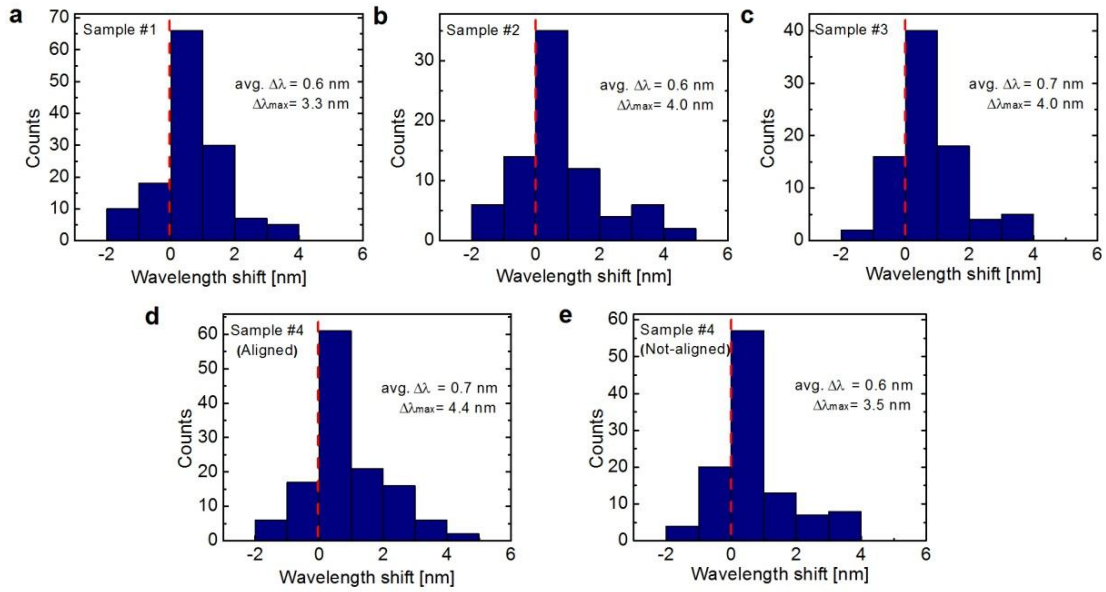 a
Sample #1
avg. Δλ = 0.6 nm
Δλmax= 3.3 nm
Counts
70
60
50
40
30
20
10
0
-2 0 2 4 6
Wavelength shift [nm]
b
Sample #2
avg. Δλ = 0.6 nm
Δλmax= 4.0 nm
Counts
30
20
10
0
-2 0 2 4 6
Wavelength shift [nm]
c
Sample #3
avg. Δλ = 0.7 nm
Δλmax= 4.0 nm
Counts
40
30
20
10
0
-2 0 2 4 6
Wavelength shift [nm]
d
Sample #4
(Aligned)
avg. Δλ = 0.7 nm
Δλmax= 4.4 nm
Counts
60
50
40
30
20
10
0
-2 0 2 4 6
Wavelength shift [nm]
e
Sample #4
(Not-aligned)
avg. Δλ = 0.6 nm
Δλmax= 3.5 nm
Counts
60
50
40
30
20
10
0
-2 0 2 4 6
Wavelength shift [nm]